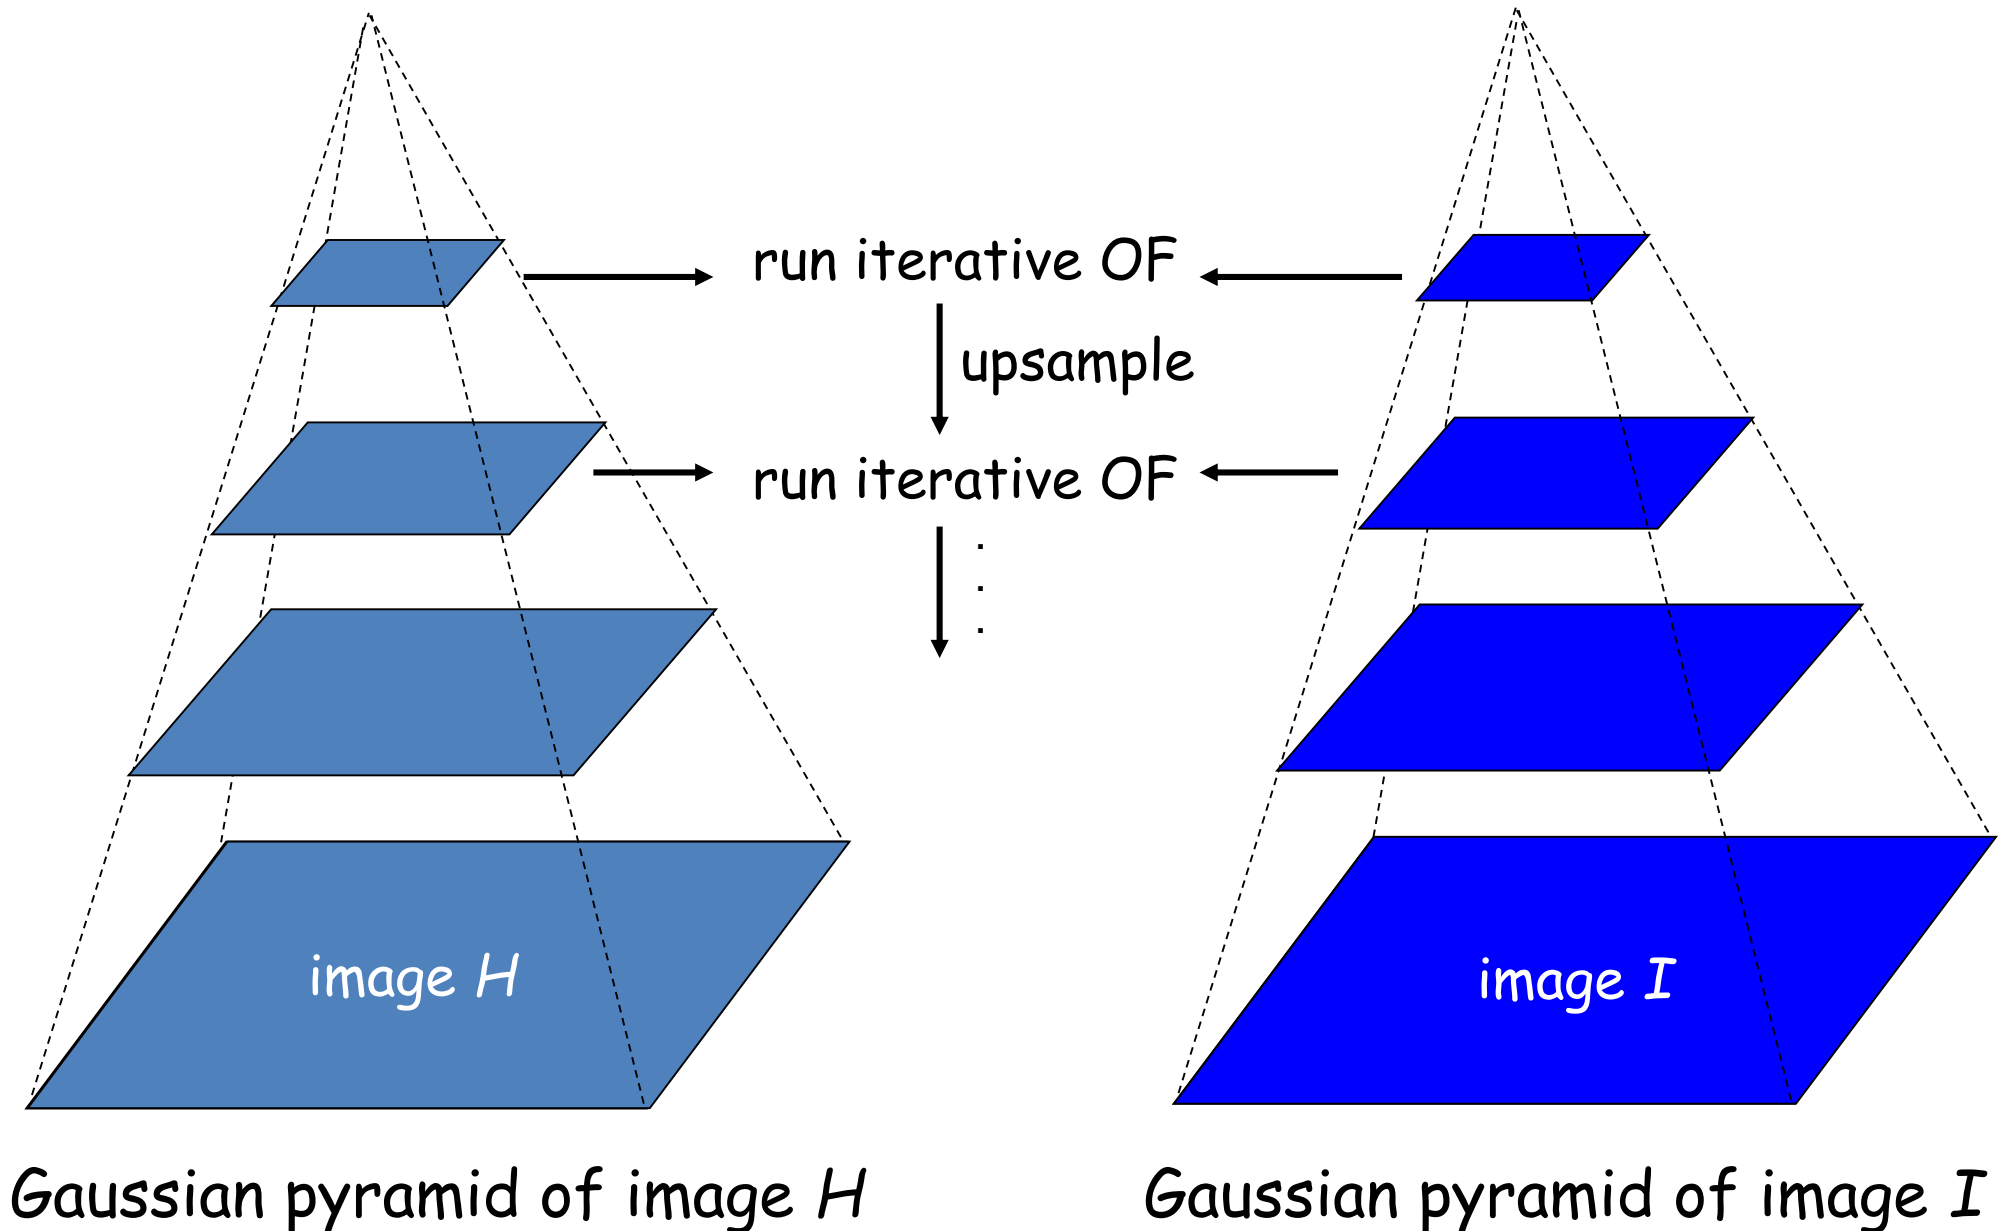 run iterative OF
upsample
run iterative OF
.
.
.
image H
image I
Gaussian pyramid of image H
Gaussian pyramid of image I